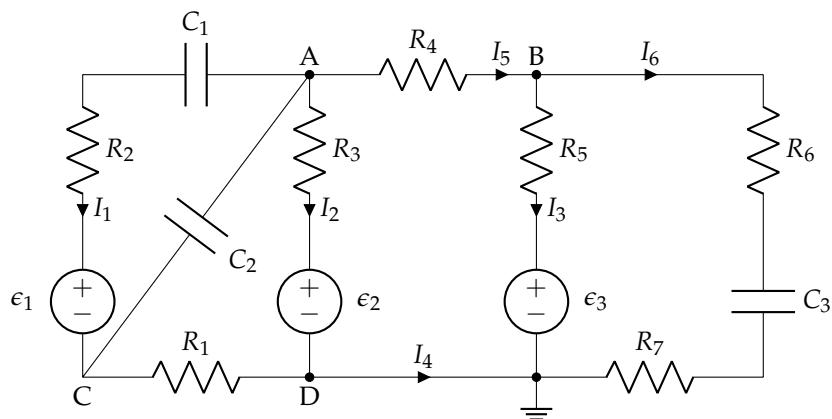 C₁
A
R₄
I₅
B
I₆
R₂
R₃
R₅
R₆
I₁
I₂
I₃
C₂
ϵ₁
+
−
ϵ₂
+
−
ϵ₃
+
−
C₃
R₁
I₄
R₇
C
D